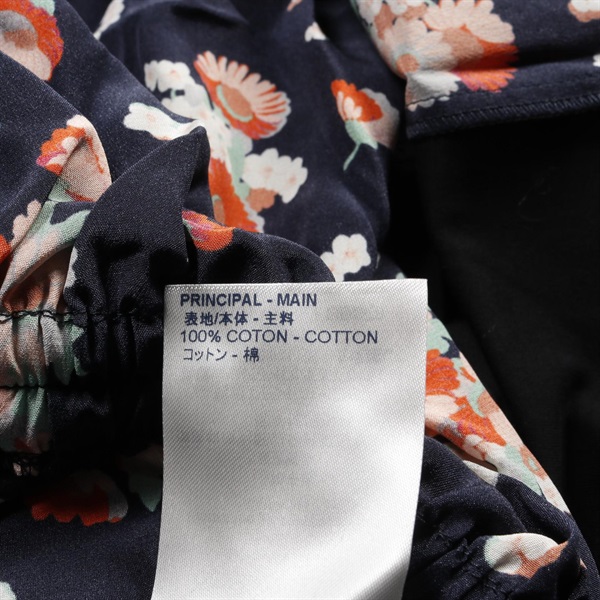 PRINCIPAL - MAIN
表地/本体 - 主料
100% COTON - COTTON
コットン - 棉